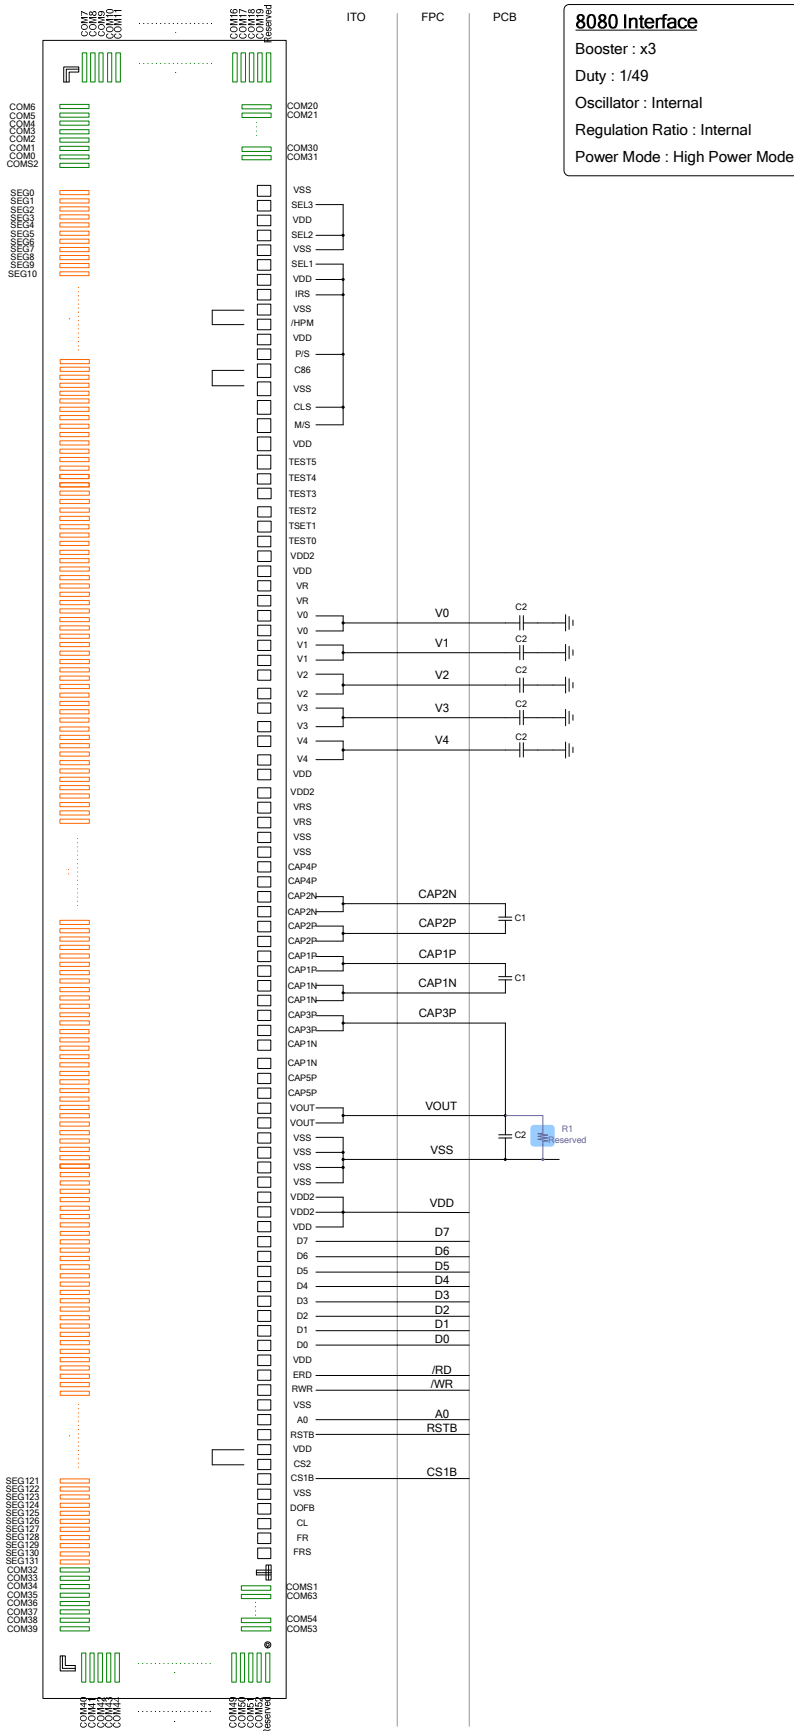 COM7
COM8
COM9
COM10
COM11
COM16
COM17
COM18
COM19
Reserved
ITO
FPC
PCB
8080 Interface
Booster : x3
Duty : 1/49
Oscillator : Internal
Regulation Ratio : Internal
Power Mode : High Power Mode
COM6
COM5
COM4
COM3
COM2
COM1
COM0
COMS2
COM20
COM21
COM30
COM31
SEG0
SEG1
SEG2
SEG3
SEG4
SEG5
SEG6
SEG7
SEG8
SEG9
SEG10
VSS
SEL3
VDD
SEL2
VSS
SEL1
VDD
IRS
VSS
/HPM
VDD
P/S
C86
VSS
CLS
M/S
VDD
TEST5
TEST4
TEST3
TEST2
TSET1
TEST0
VDD2
VDD
VR
VR
V0
V0
V1
V1
V2
V2
V3
V3
V4
V4
VDD
VDD2
VRS
VRS
VSS
VSS
CAP4P
CAP4P
CAP2N
CAP2N
CAP2P
CAP2P
CAP1P
CAP1P
CAP1N
CAP1N
CAP3P
CAP3P
CAP1N
CAP1N
CAP5P
CAP5P
VOUT
VOUT
VSS
VSS
VSS
VSS
VDD2
VDD2
VDD
D7
D6
D5
D4
D3
D2
D1
D0
VDD
ERD
RWR
VSS
A0
RSTB
VDD
CS2
CS1B
VSS
DOFB
CL
FR
FRS
V0
C2
V1
C2
V2
C2
V3
C2
V4
C2
CAP2N
C1
CAP2P
CAP1P
C1
CAP1N
CAP3P
VOUT
C2
R1
Reserved
VSS
VDD
D7
D6
D5
D4
D3
D2
D1
D0
/RD
/WR
A0
RSTB
CS1B
SEG121
SEG122
SEG123
SEG124
SEG125
SEG126
SEG127
SEG128
SEG129
SEG130
SEG131
COM32
COM33
COM34
COM35
COM36
COM37
COM38
COM39
COMS1
COM63
COM54
COM53
COM40
COM41
COM42
COM43
COM44
COM49
COM50
COM51
COM52
Reserved